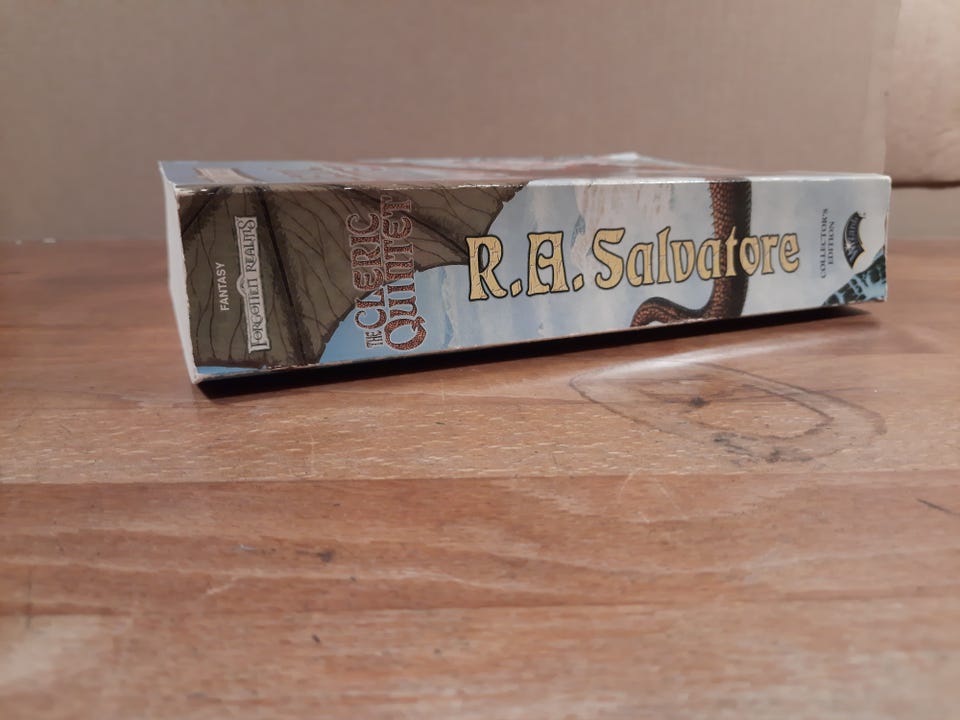 FANTASY
FORGOTTEN REALMS
THE CLERIC
QUINTET
R.A. Salvatore
COLLECTOR'S
EDITION